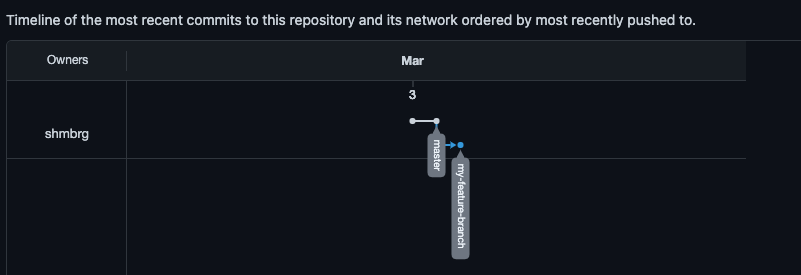 Timeline of the most recent commits to this repository and its network ordered by most recently pushed to.
Owners
Mar
3
shmbrg
master
my-feature-branch